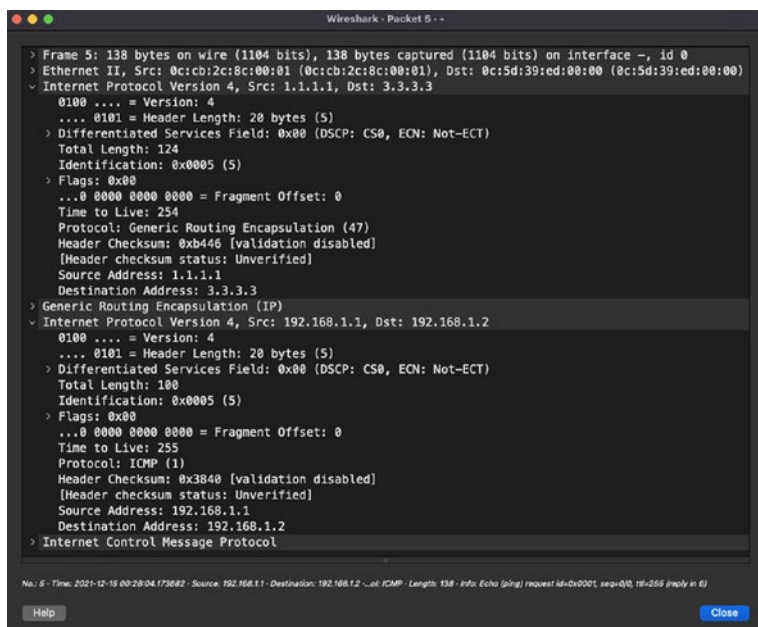 Wireshark · Packet 5 · -
> Frame 5: 138 bytes on wire (1104 bits), 138 bytes captured (1104 bits) on interface –, id 0
> Ethernet II, Src: 0c:cb:2c:8c:00:01 (0c:cb:2c:8c:00:01), Dst: 0c:5d:39:ed:00:00 (0c:5d:39:ed:00:00)
Internet Protocol Version 4, Src: 1.1.1.1, Dst: 3.3.3.3
0100 .... = Version: 4
.... 0101 = Header Length: 20 bytes (5)
> Differentiated Services Field: 0x00 (DSCP: CS0, ECN: Not-ECT)
Total Length: 124
Identification: 0x0005 (5)
> Flags: 0x00
...0 0000 0000 0000 = Fragment Offset: 0
Time to Live: 254
Protocol: Generic Routing Encapsulation (47)
Header Checksum: 0xb446 [validation disabled]
[Header checksum status: Unverified]
Source Address: 1.1.1.1
Destination Address: 3.3.3.3
> Generic Routing Encapsulation (IP)
Internet Protocol Version 4, Src: 192.168.1.1, Dst: 192.168.1.2
0100 .... = Version: 4
.... 0101 = Header Length: 20 bytes (5)
> Differentiated Services Field: 0x00 (DSCP: CS0, ECN: Not-ECT)
Total Length: 100
Identification: 0x0005 (5)
> Flags: 0x00
...0 0000 0000 0000 = Fragment Offset: 0
Time to Live: 255
Protocol: ICMP (1)
Header Checksum: 0x3840 [validation disabled]
[Header checksum status: Unverified]
Source Address: 192.168.1.1
Destination Address: 192.168.1.2
> Internet Control Message Protocol
No.: 5 · Time: 2021-12-15 00:28:04.173682 · Source: 192.168.1.1 · Destination: 192.168.1.2 ·...ol: ICMP · Length: 138 · Info: Echo (ping) request id=0x0001, seq=0/0, ttl=255 (reply in 6)
Help
Close